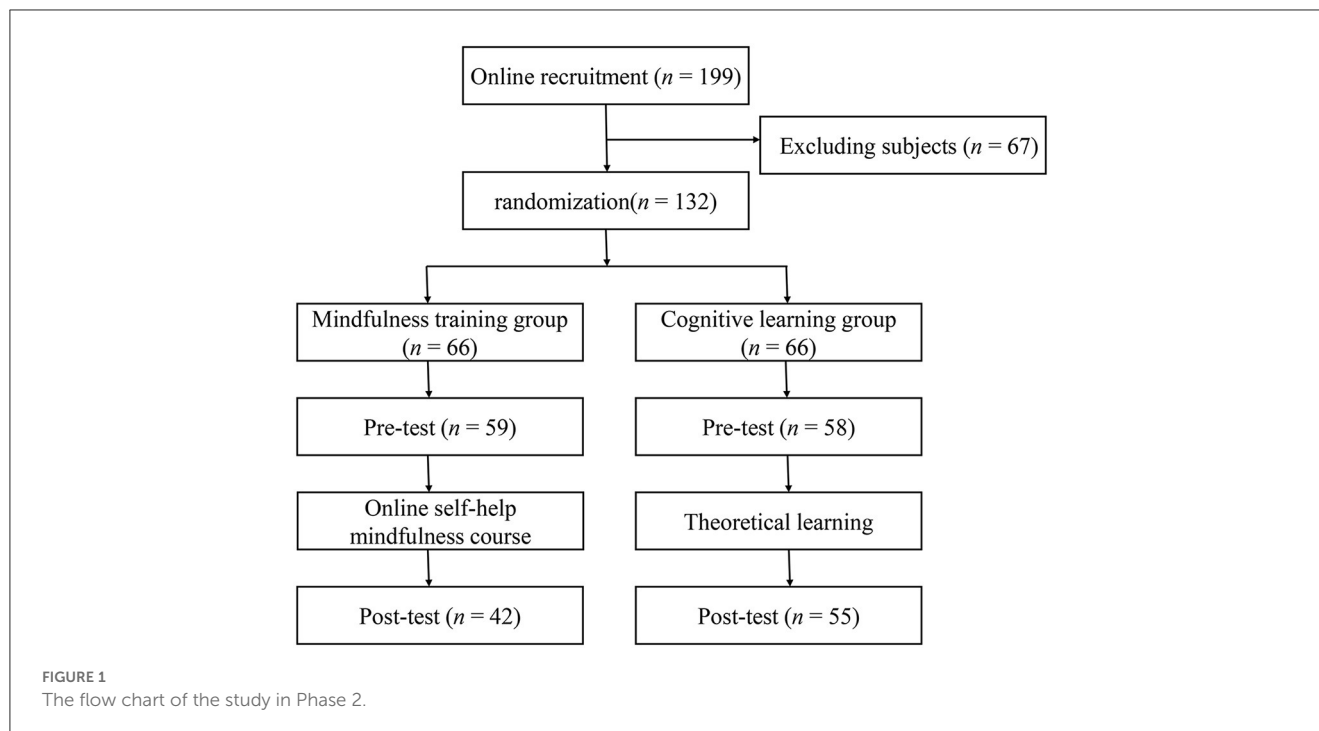 Online recruitment (n = 199)
Excluding subjects (n = 67)
randomization(n = 132)
Mindfulness training group
(n = 66)
Cognitive learning group
(n = 66)
Pre-test (n = 59)
Pre-test (n = 58)
Online self-help
mindfulness course
Theoretical learning
Post-test (n = 42)
Post-test (n = 55)
FIGURE 1
The flow chart of the study in Phase 2.